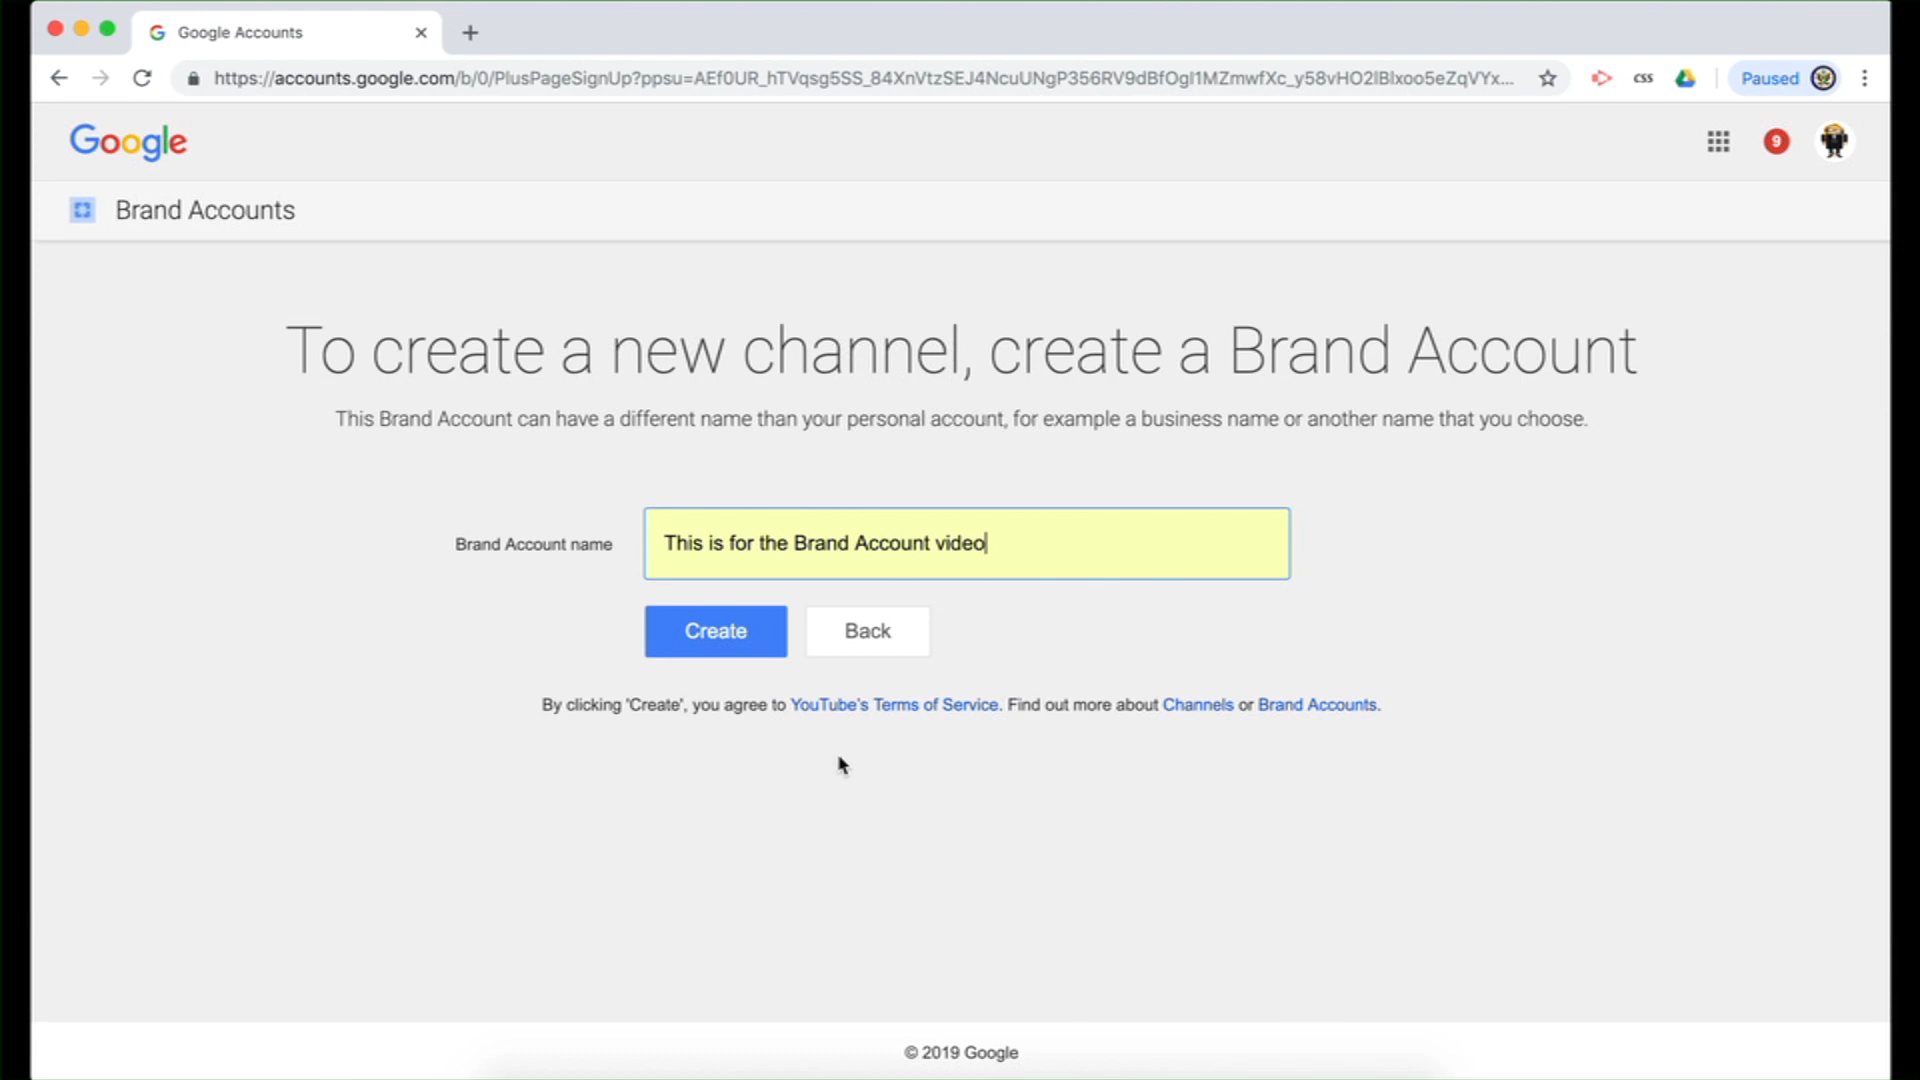 Google Accounts
https://accounts.google.com/b/0/PlusPageSignUp?ppsu=AEf0UR_hTVqsg5SS_84XnVtzSEJ4NcuUNgP356RV9dBfOgI1MZmwfXc_y58vHO2lBlxoo5eZqVYx...
css
Paused
Google
9
Brand Accounts
To create a new channel, create a Brand Account
This Brand Account can have a different name than your personal account, for example a business name or another name that you choose.
Brand Account name
This is for the Brand Account video
Create
Back
By clicking 'Create', you agree to YouTube's Terms of Service. Find out more about Channels or Brand Accounts.
© 2019 Google